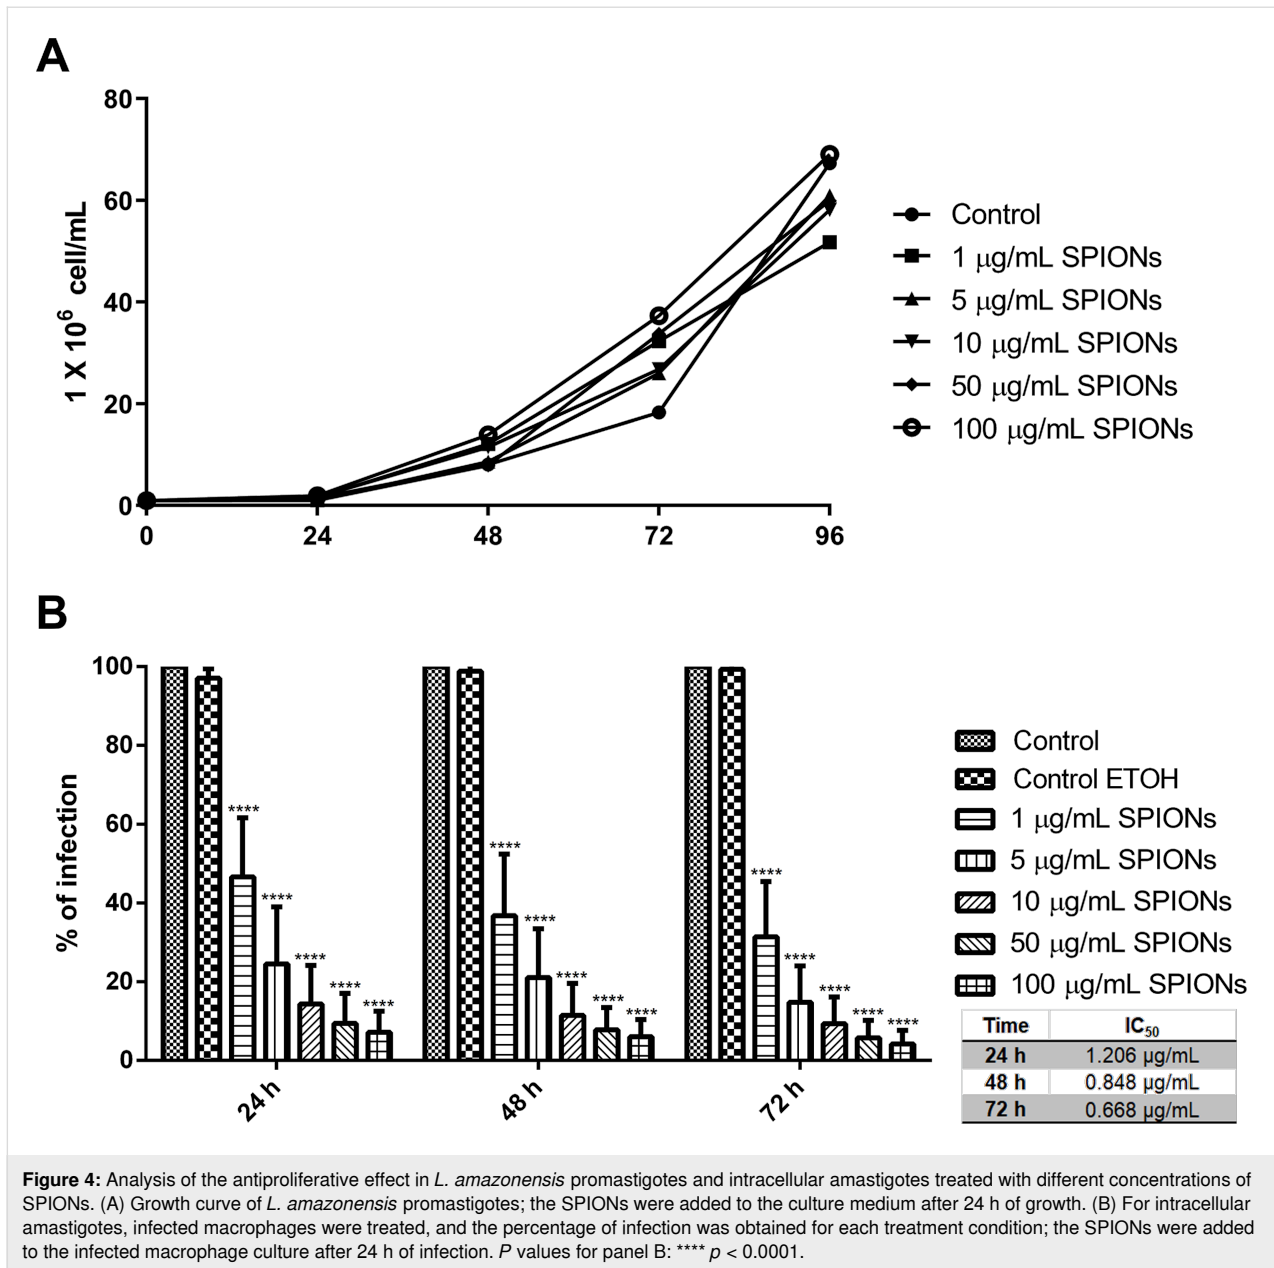 A
80
60
40
20
0
1 X 10⁶ cell/mL
0 24 48 72 96
Control
1 μg/mL SPIONs
5 μg/mL SPIONs
10 μg/mL SPIONs
50 μg/mL SPIONs
100 μg/mL SPIONs
B
100
80
60
40
20
0
% of infection
**** **** **** **** ****
**** **** **** **** ****
**** **** **** **** ****
24 h 48 h 72 h
Control
Control ETOH
1 μg/mL SPIONs
5 μg/mL SPIONs
10 μg/mL SPIONs
50 μg/mL SPIONs
100 μg/mL SPIONs
Time IC₅₀
24 h 1.206 μg/mL
48 h 0.848 μg/mL
72 h 0.668 μg/mL
Figure 4: Analysis of the antiproliferative effect in L. amazonensis promastigotes and intracellular amastigotes treated with different concentrations of
SPIONs. (A) Growth curve of L. amazonensis promastigotes; the SPIONs were added to the culture medium after 24 h of growth. (B) For intracellular
amastigotes, infected macrophages were treated, and the percentage of infection was obtained for each treatment condition; the SPIONs were added
to the infected macrophage culture after 24 h of infection. P values for panel B: **** p < 0.0001.